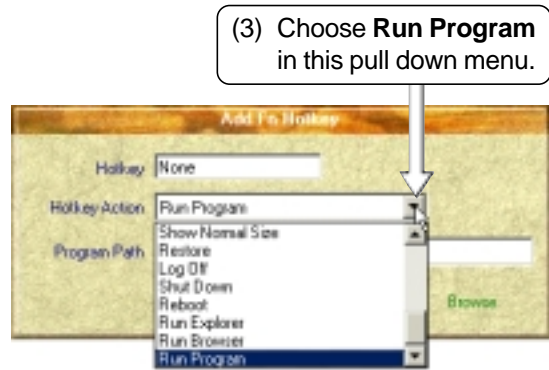 (3) Choose Run Program
in this pull down menu.
Add Fn Hotkey
Hotkey None
Hotkey Action Run Program
Show Normal Size
Program Path
Restore
Log Off
Shut Down
Reboot
Browse
Run Explorer
Run Browser
Run Program